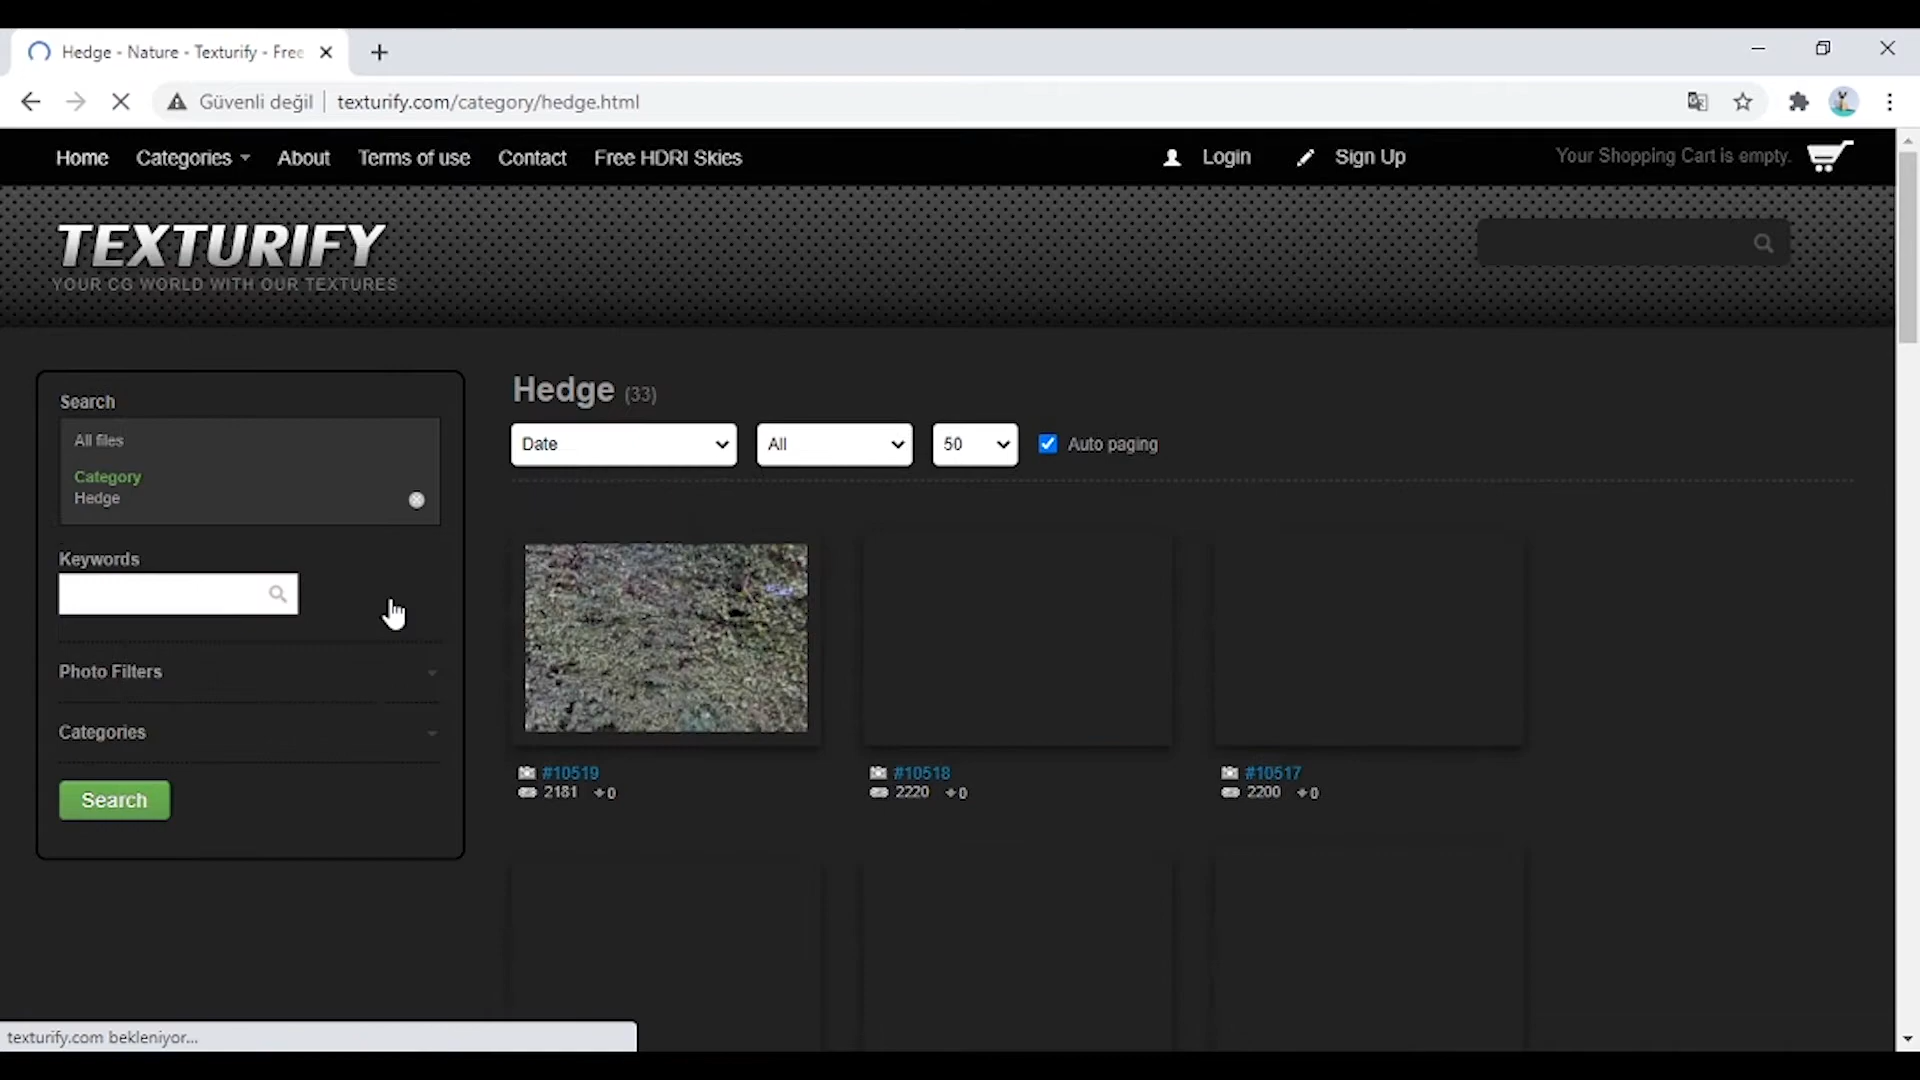 Hedge - Nature - Texturify - Free
Güvenli değil
texturify.com/category/hedge.html
Home
Categories
About
Terms of use
Contact
Free HDRI Skies
Login
Sign Up
Your Shopping Cart is empty.
TEXTURIFY
YOUR CG WORLD WITH OUR TEXTURES
Search
All files
Category
Hedge
Keywords
Photo Filters
Categories
Search
Hedge (33)
Date
All
50
Auto paging
#10519
2181 +0
#10518
2220 +0
#10517
2200 +0
texturify.com bekleniyor...